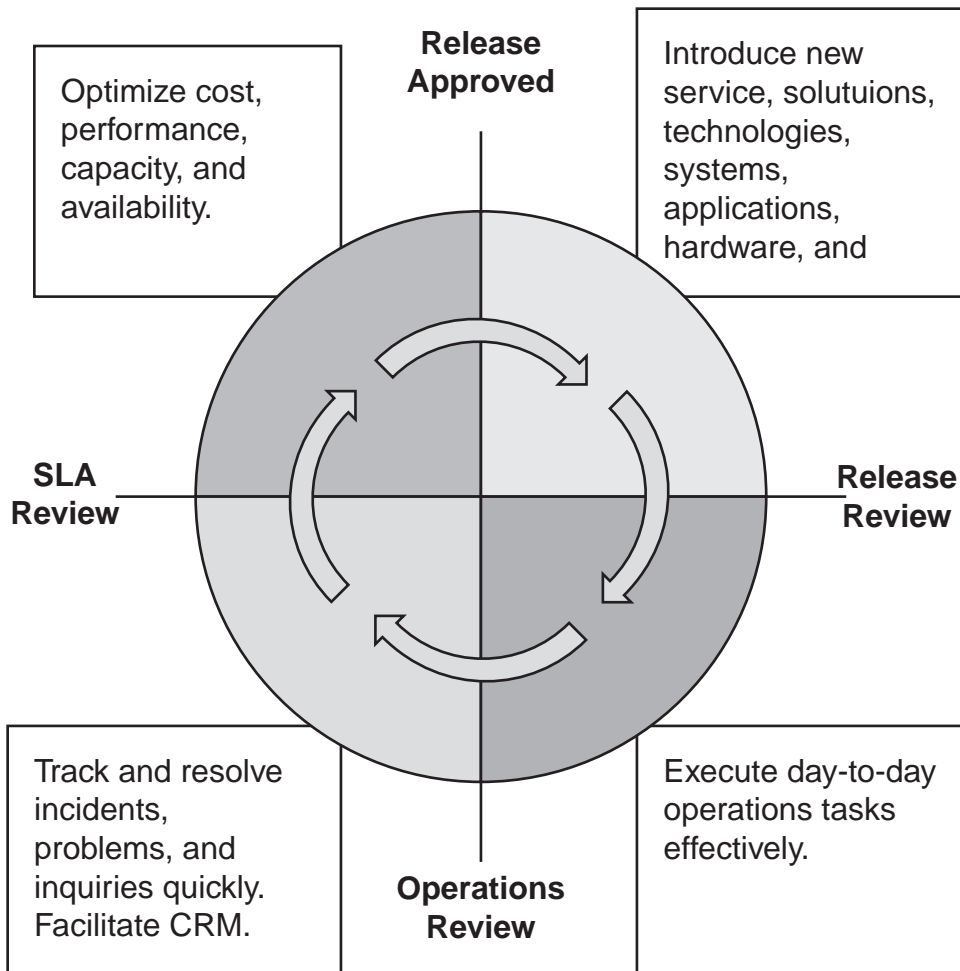 Release
Approved
Optimize cost,
performance,
capacity, and
availability.
Introduce new
service, solutuions,
technologies,
systems,
applications,
hardware, and
SLA
Review
Release
Review
Track and resolve
incidents,
problems, and
inquiries quickly.
Facilitate CRM.
Operations
Review
Execute day-to-day
operations tasks
effectively.